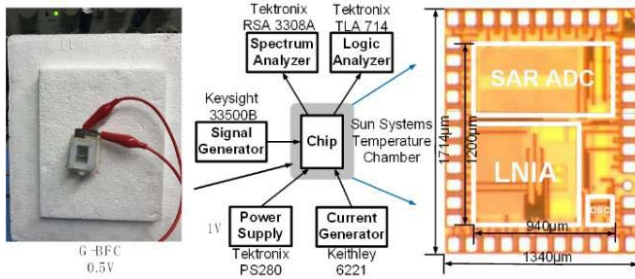 G-BFC
0.5V
Tektronix
RSA 3308A
Spectrum
Analyzer
Tektronix
TLA 714
Logic
Analyzer
Keysight
33500B
Signal
Generator
Chip
Sun Systems
Temperature
Chamber
1V
Power
Supply
Tektronix
PS280
Current
Generator
Keithley
6221
SAR ADC
LNIA
OSC
1714μm
1200μm
940μm
1340μm